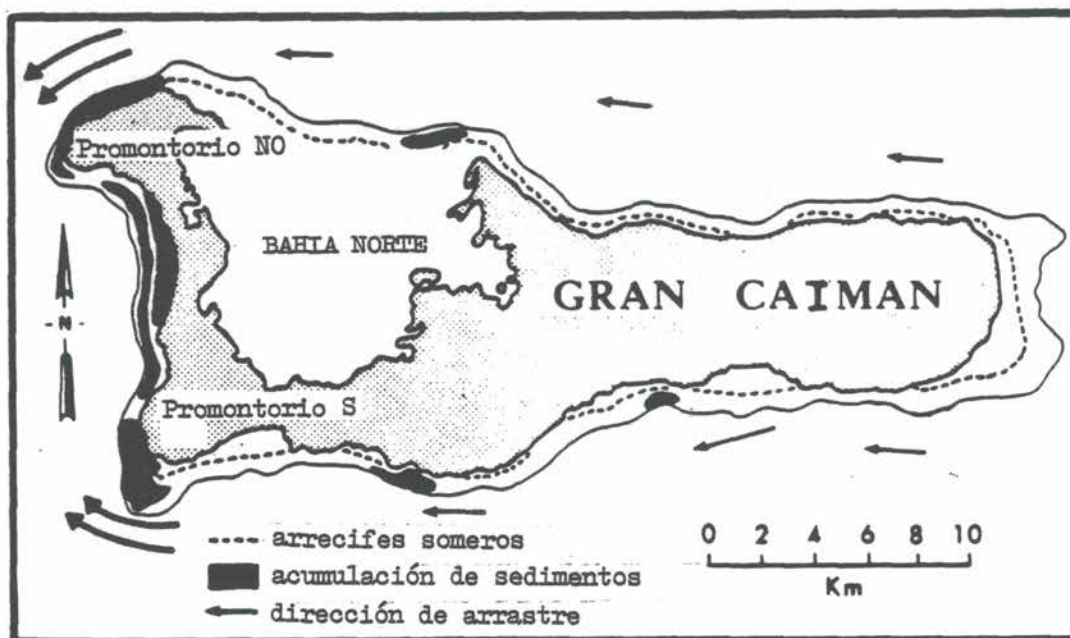 Promontorio NO
BAHIA NORTE
GRAN CAIMAN
- N -
Promontorio S
arrecifes someros
acumulación de sedimentos
dirección de arrastre
0 2 4 6 8 10
Km